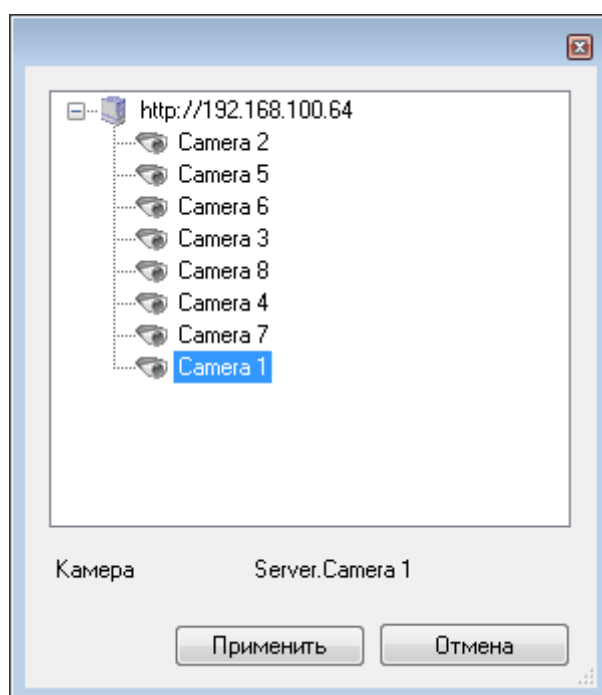 http://192.168.100.64
Camera 2
Camera 5
Camera 6
Camera 3
Camera 8
Camera 4
Camera 7
Camera 1
Камера Server.Camera 1
Применить Отмена